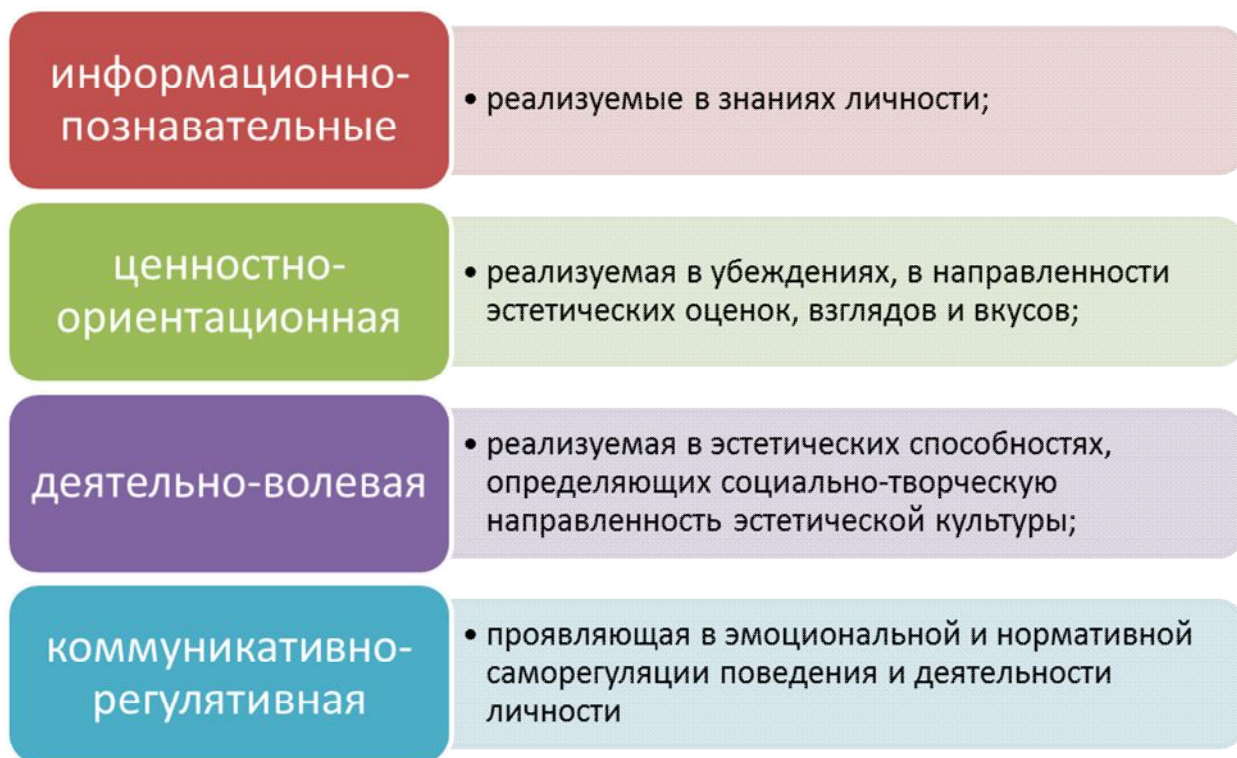 информационно-
познавательные
• реализуемые в знаниях личности;
ценностно-
ориентационная
• реализуемая в убеждениях, в направленности
эстетических оценок, взглядов и вкусов;
деятельно-волевая
• реализуемая в эстетических способностях,
определяющих социально-творческую
направленность эстетической культуры;
коммуникативно-
регулятивная
• проявляющая в эмоциональной и нормативной
саморегуляции поведения и деятельности
личности